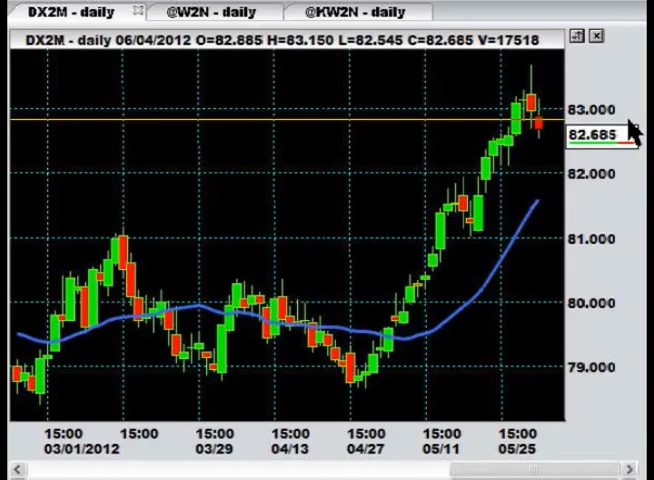 DX2M - daily @W2N - daily @KW2N - daily
DX2M - daily 06/04/2012 O=82.885 H=83.150 L=82.545 C=82.685 V=17518
83.000
82.685
82.000
81.000
80.000
79.000
15:00 15:00 15:00 15:00 15:00 15:00 15:00
03/01/2012 03/29 04/13 04/27 05/11 05/25